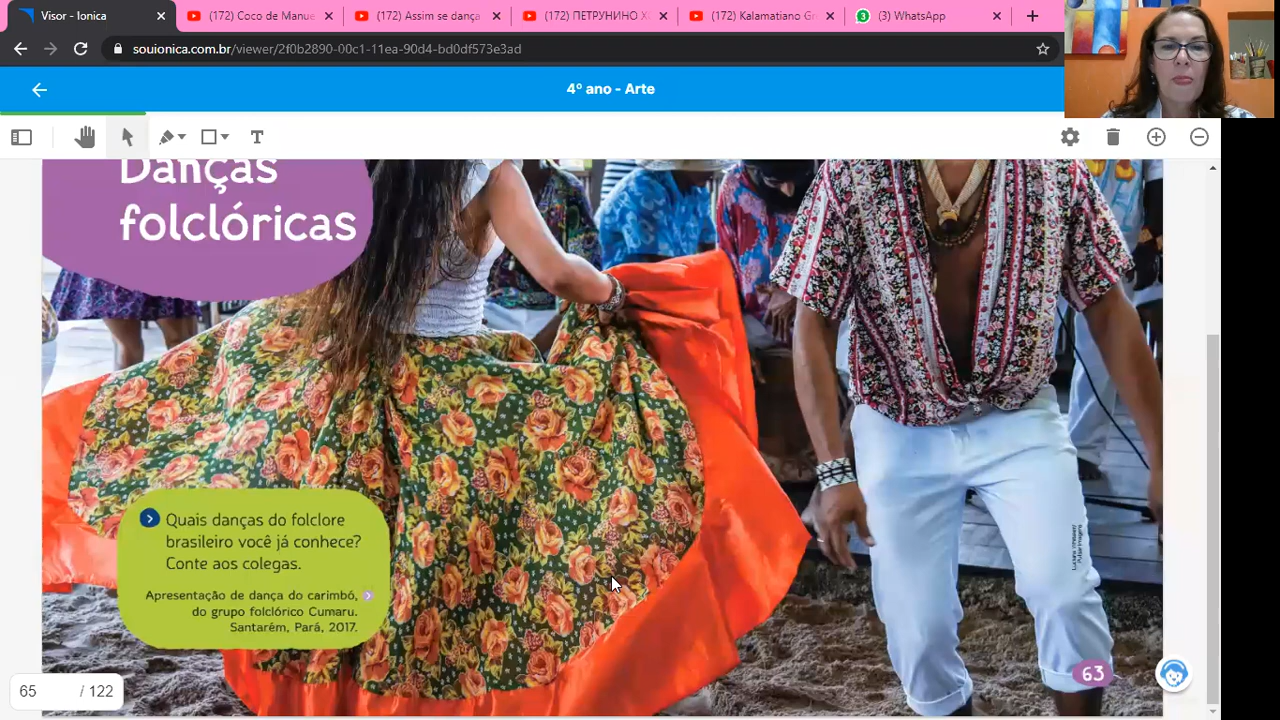 Visor - Ionica
(172) Coco de Manue
(172) Assim se dança
(172) ПЕТРУНИНО Х
(172) Kalamatiano Gr
(3) WhatsApp
souionica.com.br/viewer/2f0b2890-00c1-11ea-90d4-bd0df573e3ad
4º ano - Arte
T
Danças
folclóricas
Quais danças do folclore
brasileiro você já conhece?
Conte aos colegas.
Apresentação de dança do carimbó,
do grupo folclórico Cumaru.
Santarém, Pará, 2017.
63
65 / 122